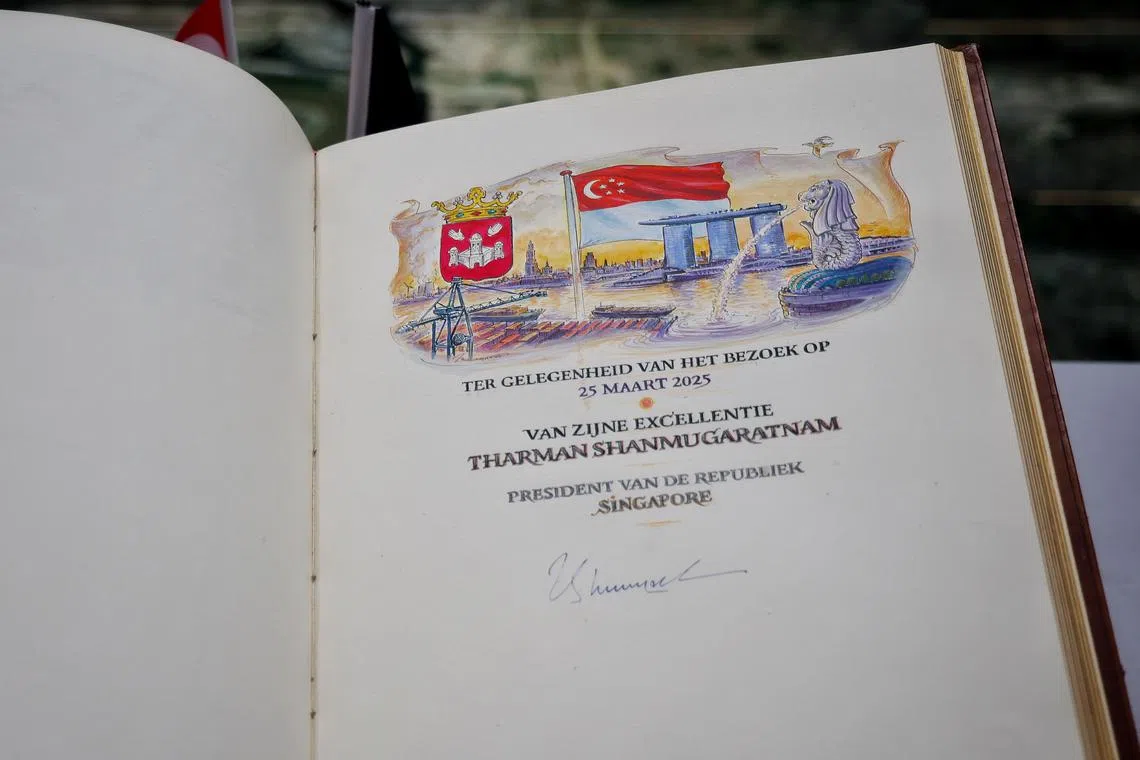 TER GELEGENHEID VAN HET BEZOEK OP
25 MAART 2025
VAN ZIJNE EXCELLENTIE
THARMAN SHANMUGARATNAM
PRESIDENT VAN DE REPUBLIEK
SINGAPORE